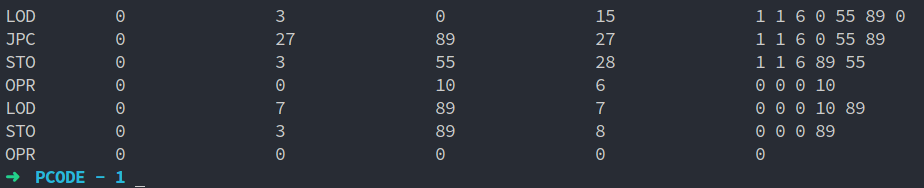 LOD 0 3 0 15 1 1 6 0 55 89 0
JPC 0 27 89 27 1 1 6 0 55 89
STO 0 3 55 28 1 1 6 89 55
OPR 0 0 10 6 0 0 0 10
LOD 0 7 89 7 0 0 0 10 89
STO 0 3 89 8 0 0 0 89
OPR 0 0 0 0 0
➜ PCODE - 1 _